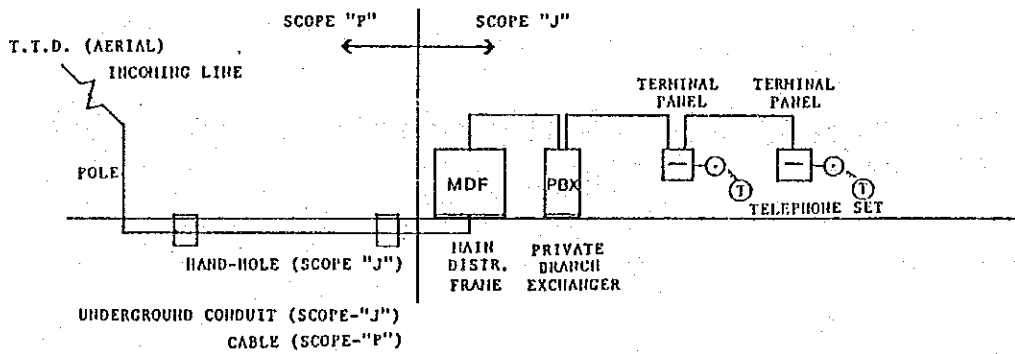 SCOPE "P"
SCOPE "J"
T.T.D. (AERIAL)
INCOMING LINE
TERMINAL PANEL
TERMINAL PANEL
POLE
MDF
PBX
T
T
TELEPHONE SET
HAND-HOLE (SCOPE "J")
MAIN DISTR. FRAME
PRIVATE BRANCH EXCHANGER
UNDERGROUND CONDUIT (SCOPE-"J")
CABLE (SCOPE-"P")